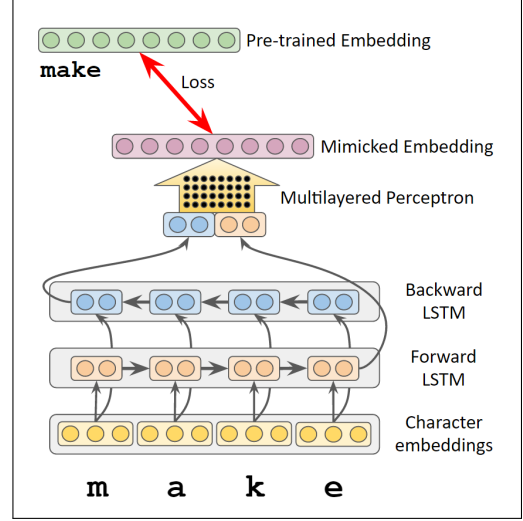 Pre-trained Embedding
make
Loss
Mimicked Embedding
Multilayered Perceptron
Backward
LSTM
Forward
LSTM
Character
embeddings
m a k e